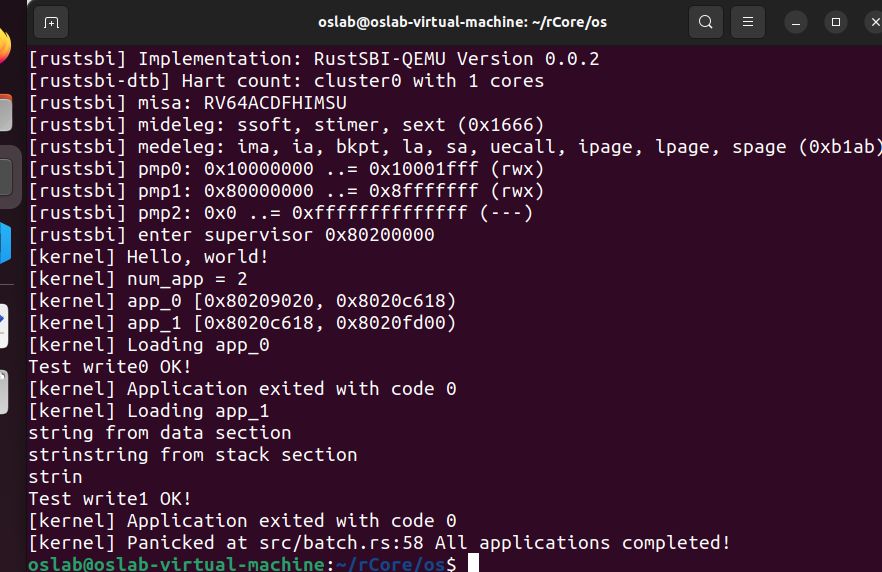 oslab@oslab-virtual-machine: ~/rCore/os
[rustsbi] Implementation: RustSBI-QEMU Version 0.0.2
[rustsbi-dtb] Hart count: cluster0 with 1 cores
[rustsbi] misa: RV64ACDFHIMSU
[rustsbi] mideleg: ssoft, stimer, sext (0x1666)
[rustsbi] medeleg: ima, ia, bkpt, la, sa, uecall, ipage, lpage, spage (0xb1ab)
[rustsbi] pmp0: 0x10000000 ..= 0x10001fff (rwx)
[rustsbi] pmp1: 0x80000000 ..= 0x8fffffff (rwx)
[rustsbi] pmp2: 0x0 ..= 0xffffffffffffff (---)
[rustsbi] enter supervisor 0x80200000
[kernel] Hello, world!
[kernel] num_app = 2
[kernel] app_0 [0x80209020, 0x8020c618)
[kernel] app_1 [0x8020c618, 0x8020fd00)
[kernel] Loading app_0
Test write0 OK!
[kernel] Application exited with code 0
[kernel] Loading app_1
string from data section
strinstring from stack section
strin
Test write1 OK!
[kernel] Application exited with code 0
[kernel] Panicked at src/batch.rs:58 All applications completed!
oslab@oslab-virtual-machine:~/rCore/os$